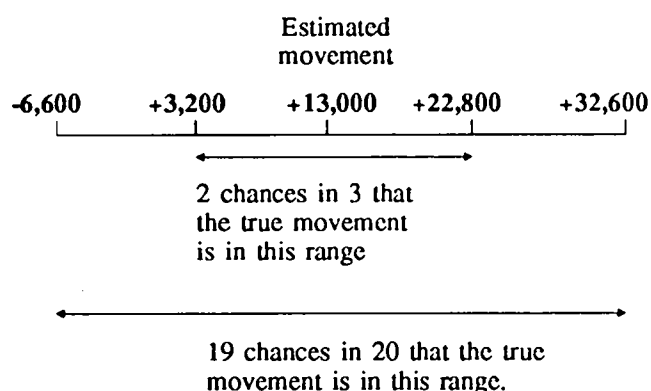 Estimated
movement
-6,600 +3,200 +13,000 +22,800 +32,600
2 chances in 3 that
the true movement
is in this range
19 chances in 20 that the true
movement is in this range.